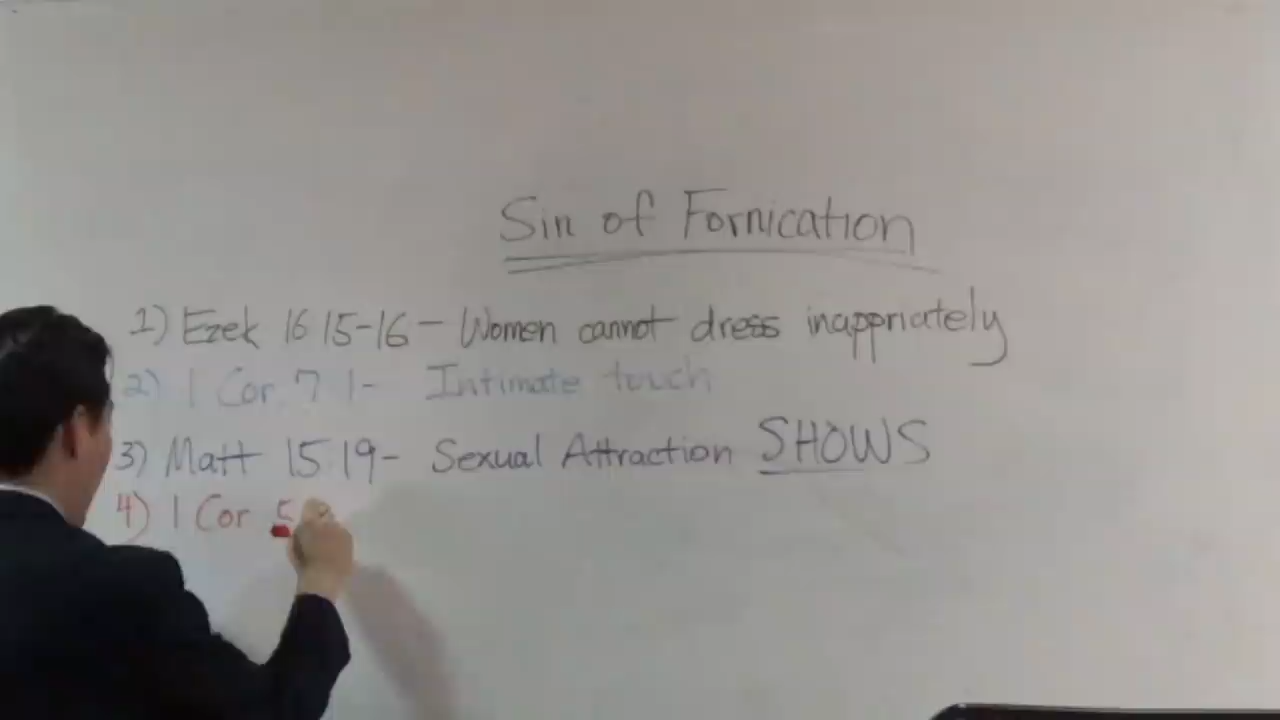 Sin of Fornication
1) Ezek 16 15-16 - Women cannot dress inappriately
2) 1 Cor 7 1- Intimate touch
3) Matt 15 19- Sexual Attraction SHOWS
4) 1 Cor 5